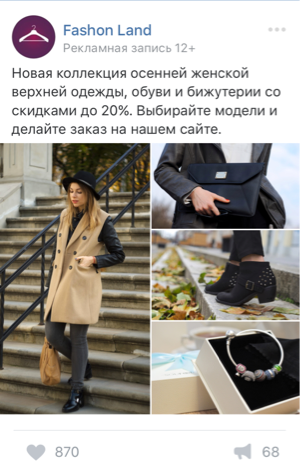 Fashon Land
Рекламная запись 12+
Новая коллекция осенней женской
верхней одежды, обуви и бижутерии со
скидками до 20%. Выбирайте модели и
делайте заказ на нашем сайте.
870
68